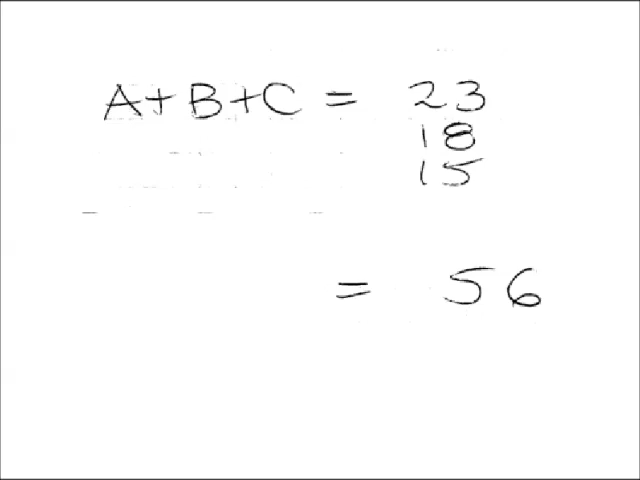 A+B+C = 23
18
15
= 56